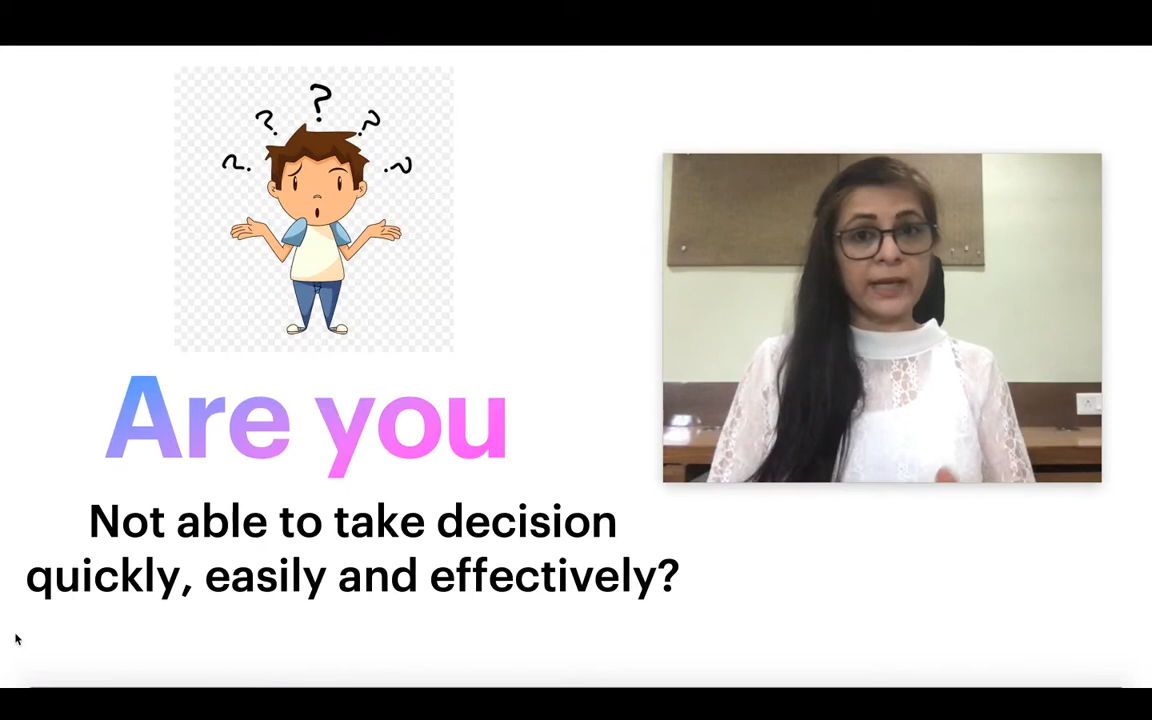 ? ? ? ? ?
Are you
Not able to take decision
quickly, easily and effectively?